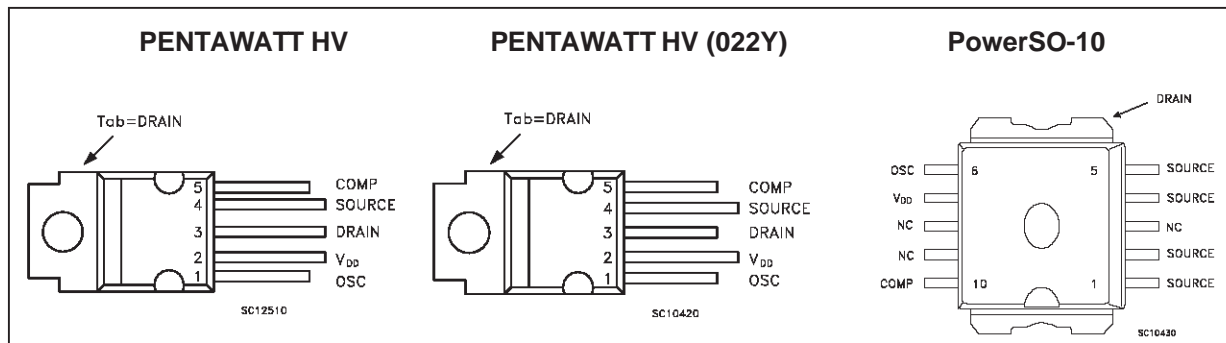 PENTAWATT HV
Tab=DRAIN
5 COMP
4 SOURCE
3 DRAIN
2 VDD
1 OSC
SC12510
PENTAWATT HV (022Y)
Tab=DRAIN
5 COMP
4 SOURCE
3 DRAIN
2 VDD
1 OSC
SC10420
PowerSO-10
DRAIN
OSC 6 5 SOURCE
VDD SOURCE
NC NC
NC SOURCE
COMP 10 1 SOURCE
SC10430